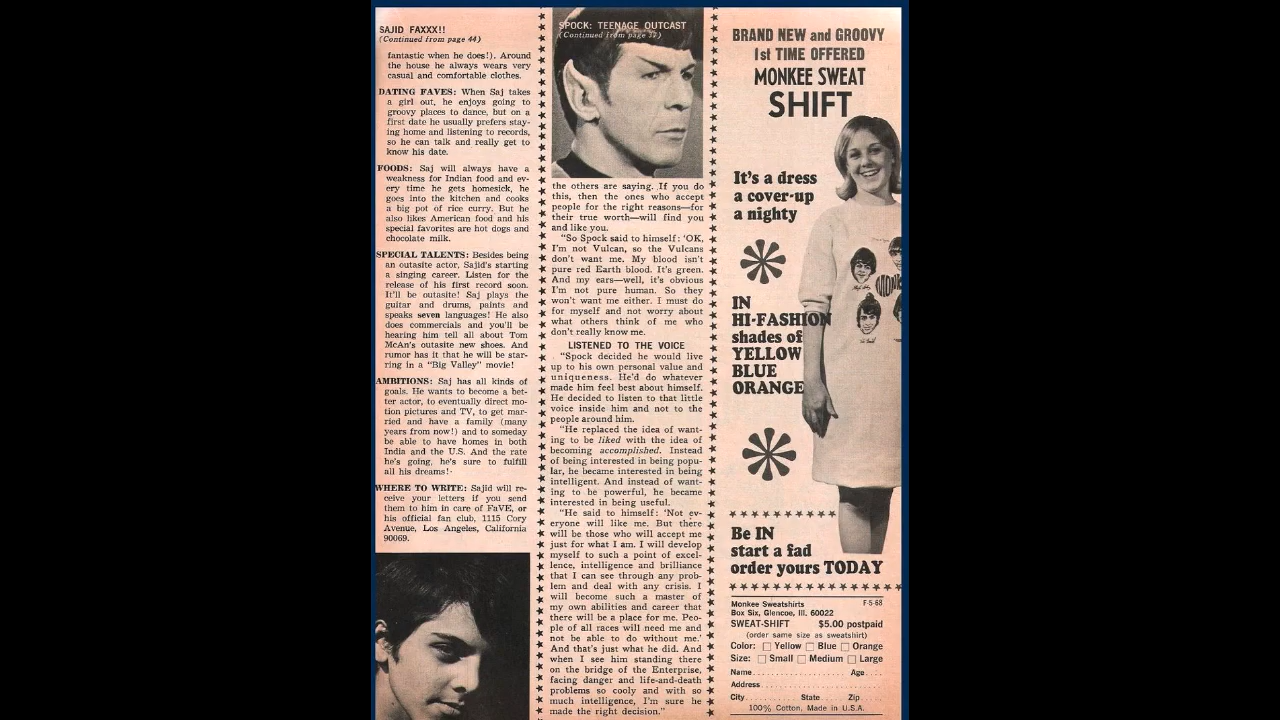 SAJID FAXXX!!
(Continued from page 44)
fantastic when he does!). Around
the house he always wears very
casual and comfortable clothes.
DATING FAVES: When Saj takes
a girl out, he enjoys going to
groovy places to dance, but on a
first date he usually prefers stay-
ing home and listening to records,
so he can talk and really get to
know his date.
FOODS: Saj will always have a
weakness for Indian food and ev-
ery time he gets homesick, he
goes into the kitchen and cooks
a big pot of rice curry. But he
also likes American food and his
special favorites are hot dogs and
chocolate milk.
SPECIAL TALENTS: Besides being
an outasite actor, Sajid's starting
a singing career. Listen for the
release of his first record soon.
It'll be outasite! Saj plays the
guitar and drums, paints and
speaks seven languages! He also
does commercials and you'll be
hearing him tell all about Tom
McAn's outasite new shoes. And
rumor has it that he will be star-
ring in a "Big Valley" movie!
AMBITIONS: Saj has all kinds of
goals. He wants to become a bet-
ter actor, to eventually direct mo-
tion pictures and TV, to get mar-
ried and have a family (many
years from now!) and to someday
be able to have homes in both
India and the U.S. And the rate
he's going, he's sure to fulfill
all his dreams!
WHERE TO WRITE: Sajid will re-
ceive your letters if you send
them to him in care of FaVE, or
his official fan club, 1115 Cory
Avenue, Los Angeles, California
90069.
SPOCK: TEENAGE OUTCAST
(Continued from page 37)
the others are saying. If you do
this, then the ones who accept
people for the right reasons—for
their true worth—will find you
and like you.
"So Spock said to himself: 'OK,
I'm not Vulcan, so the Vulcans
don't want me. My blood isn't
pure red Earth blood. It's green.
And my ears—well, it's obvious
I'm not pure human. So they
won't want me either. I must do
for myself and not worry about
what others think of me who
don't really know me.
LISTENED TO THE VOICE
"Spock decided he would live
up to his own personal value and
uniqueness. He'd do whatever
made him feel best about himself.
He decided to listen to that little
voice inside him and not to the
people around him.
"He replaced the idea of want-
ing to be liked with the idea of
becoming accomplished. Instead
of being interested in being popu-
lar, he became interested in being
intelligent. And instead of want-
ing to be powerful, he became
interested in being useful.
"He said to himself: 'Not ev-
eryone will like me. But there
will be those who will accept me
just for what I am. I will develop
myself to such a point of excel-
lence, intelligence and brilliance
that I can see through any prob-
lem and deal with any crisis. I
will become such a master of
my own abilities and career that
there will be a place for me. Peo-
ple of all races will need me and
not be able to do without me.'
And that's just what he did. And
when I see him standing there
on the bridge of the Enterprise,
facing danger and life-and-death
problems so cooly and with so
much intelligence, I'm sure he
made the right decision."
BRAND NEW and GROOVY
1st TIME OFFERED
MONKEE SWEAT
SHIFT
It's a dress
a cover-up
a nighty
IN
HI-FASHION
shades of
YELLOW
BLUE
ORANGE
Be IN
start a fad
order yours TODAY
Monkee Sweatshirts F-5-68
Box Six, Glencoe, Ill. 60022
SWEAT-SHIFT $5.00 postpaid
(order same size as sweatshirt)
Color: Yellow Blue Orange
Size: Small Medium Large
Name Age
Address
City State Zip
100% Cotton, Made in U.S.A.